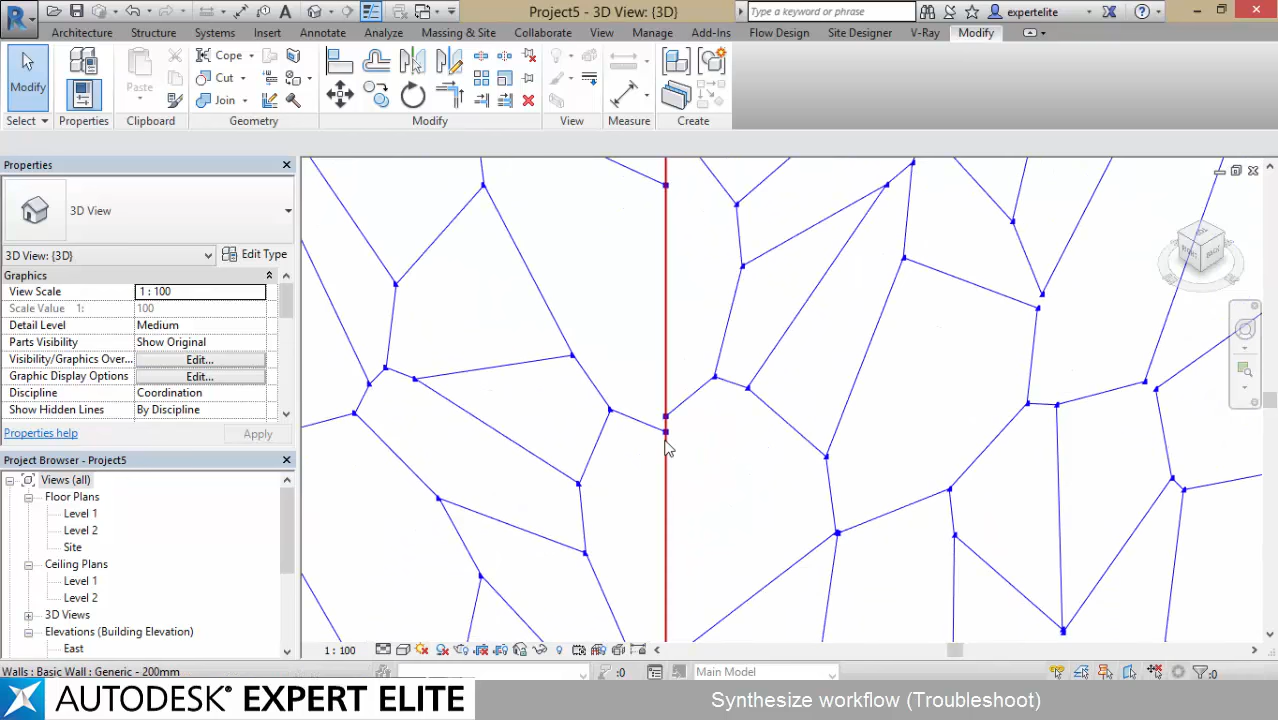 Project5 - 3D View: {3D}
Type a keyword or phrase
expertelite
Architecture Structure Systems Insert Annotate Analyze Massing & Site Collaborate View Manage Add-Ins Flow Design Site Designer V-Ray Modify
Modify
Paste
Cope
Cut
Join
Select Properties Clipboard Geometry Modify View Measure Create
Properties
3D View
3D View: {3D}
Edit Type
Graphics
View Scale 1 : 100
Scale Value 1: 100
Detail Level Medium
Parts Visibility Show Original
Visibility/Graphics Over... Edit...
Graphic Display Options Edit...
Discipline Coordination
Show Hidden Lines By Discipline
Properties help
Apply
Project Browser - Project5
Views (all)
Floor Plans
Level 1
Level 2
Site
Ceiling Plans
Level 1
Level 2
3D Views
Elevations (Building Elevation)
East
1 : 100
Walls : Basic Wall : Generic - 200mm
:0
Main Model
:0
AUTODESK® EXPERT ELITE
Synthesize workflow (Troubleshoot)